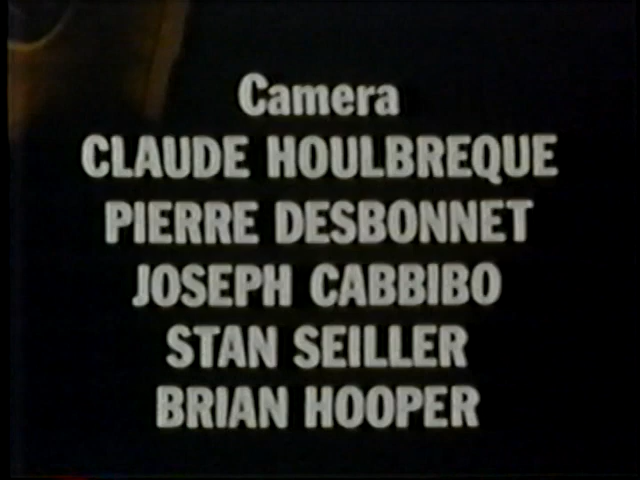 Camera
CLAUDE HOULBREQUE
PIERRE DESBONNET
JOSEPH CABBIBO
STAN SEILLER
BRIAN HOOPER